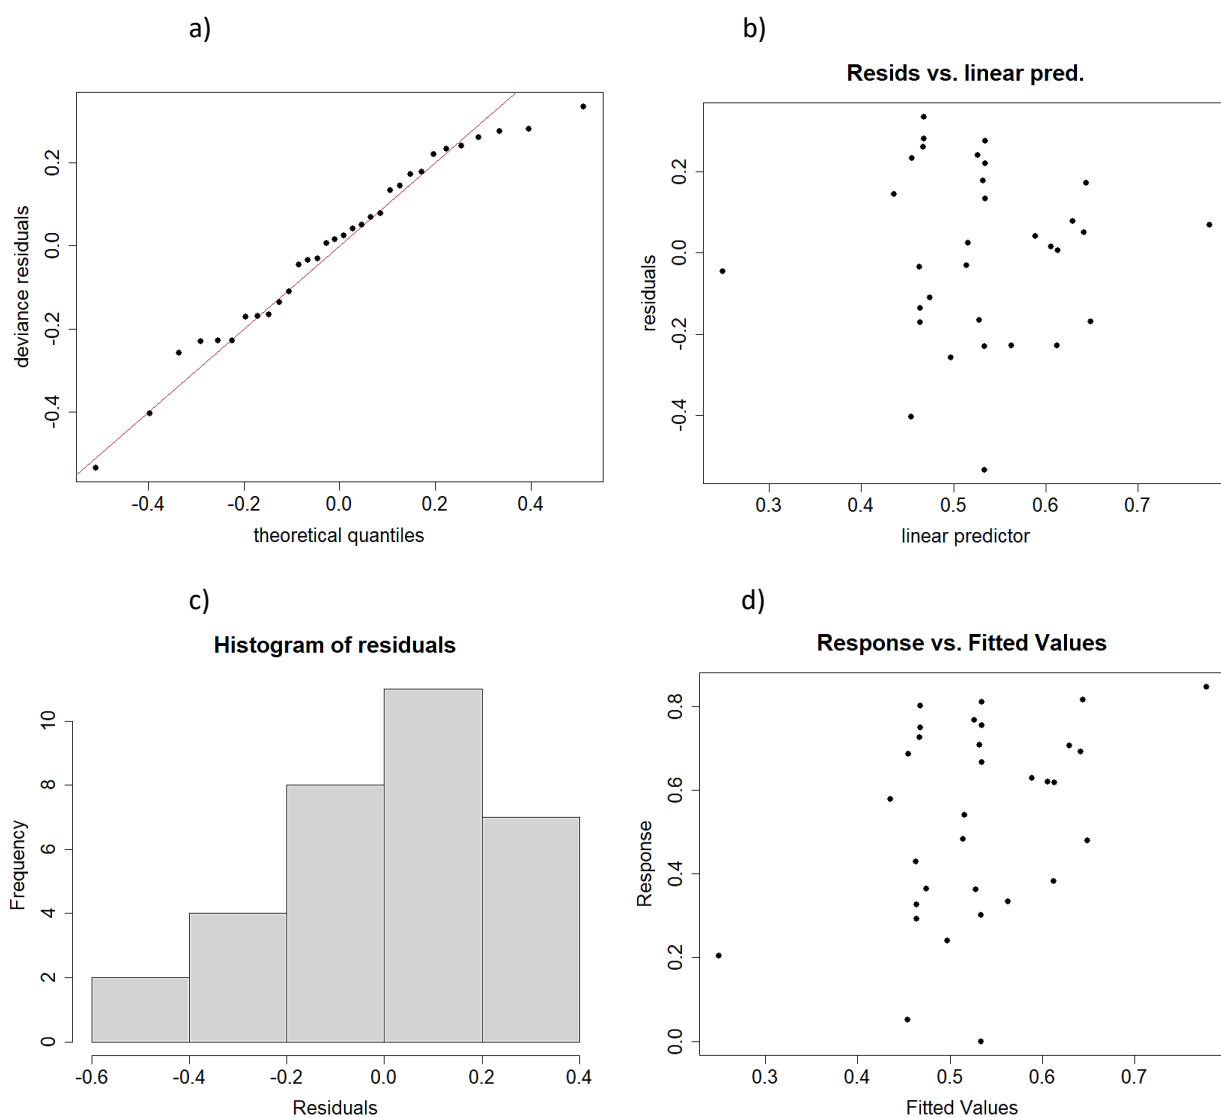 a)
deviance residuals
0.2
0.0
-0.2
-0.4
-0.4
-0.2
0.0
0.2
0.4
theoretical quantiles
b)
Resids vs. linear pred.
residuals
0.2
0.0
-0.2
-0.4
0.3
0.4
0.5
0.6
0.7
linear predictor
c)
Histogram of residuals
Frequency
10
8
6
4
2
0
-0.6
-0.4
-0.2
0.0
0.2
0.4
Residuals
d)
Response vs. Fitted Values
Response
0.8
0.6
0.4
0.2
0.0
0.3
0.4
0.5
0.6
0.7
Fitted Values